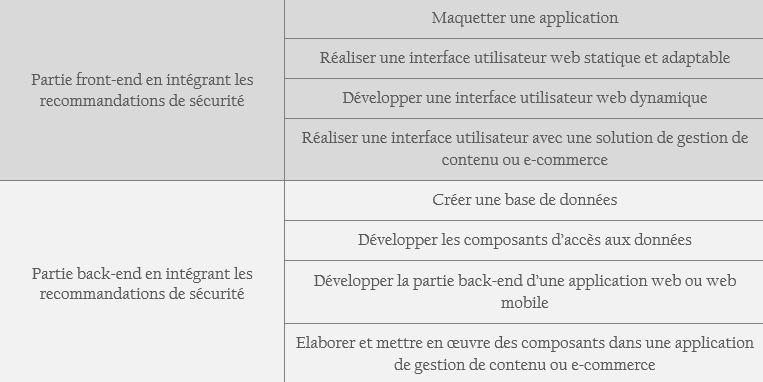 Partie front-end en intégrant les
recommandations de sécurité
Maquetter une application
Réaliser une interface utilisateur web statique et adaptable
Développer une interface utilisateur web dynamique
Réaliser une interface utilisateur avec une solution de gestion de
contenu ou e-commerce
Partie back-end en intégrant les
recommandations de sécurité
Créer une base de données
Développer les composants d’accès aux données
Développer la partie back-end d’une application web ou web
mobile
Elaborer et mettre en œuvre des composants dans une application
de gestion de contenu ou e-commerce